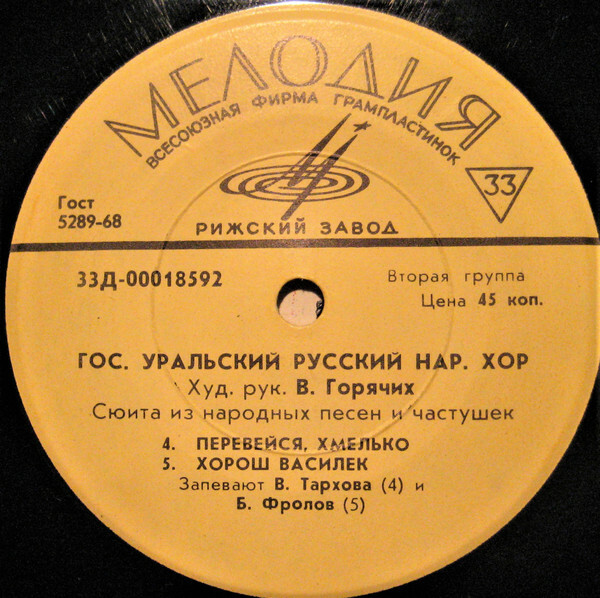 МЕЛОДИЯ
ВСЕСОЮЗНАЯ ФИРМА ГРАМПЛАСТИНОК
33
Гост
5289-68
РИЖСКИЙ ЗАВОД
33Д-00018592
Вторая группа
Цена 45 коп.
ГОС. УРАЛЬСКИЙ РУССКИЙ НАР. ХОР
Худ. рук. В. Горячих
Сюита из народных песен и частушек
4. ПЕРЕВЕЙСЯ, ХМЕЛЬКО
5. ХОРОШ ВАСИЛЕК
Запевают В. Тархова (4) и
Б. Фролов (5)